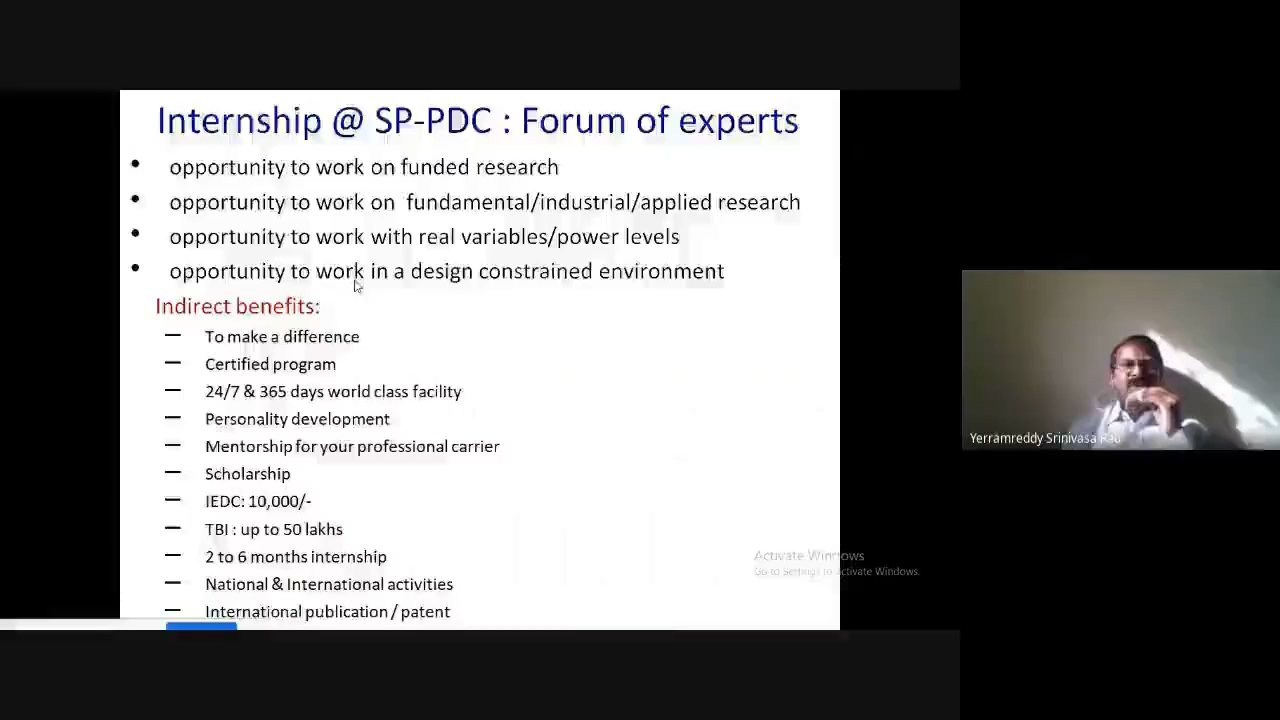 Internship @ SP-PDC : Forum of experts
• opportunity to work on funded research
• opportunity to work on fundamental/industrial/applied research
• opportunity to work with real variables/power levels
• opportunity to work in a design constrained environment
Indirect benefits:
— To make a difference
— Certified program
— 24/7 & 365 days world class facility
— Personality development
— Mentorship for your professional carrier
— Scholarship
— IEDC: 10,000/-
— TBI : up to 50 lakhs
— 2 to 6 months internship
— National & International activities
— International publication / patent
Activate Windows
Go to Settings to Activate Windows.
Yerramreddy Srinivasa Rao